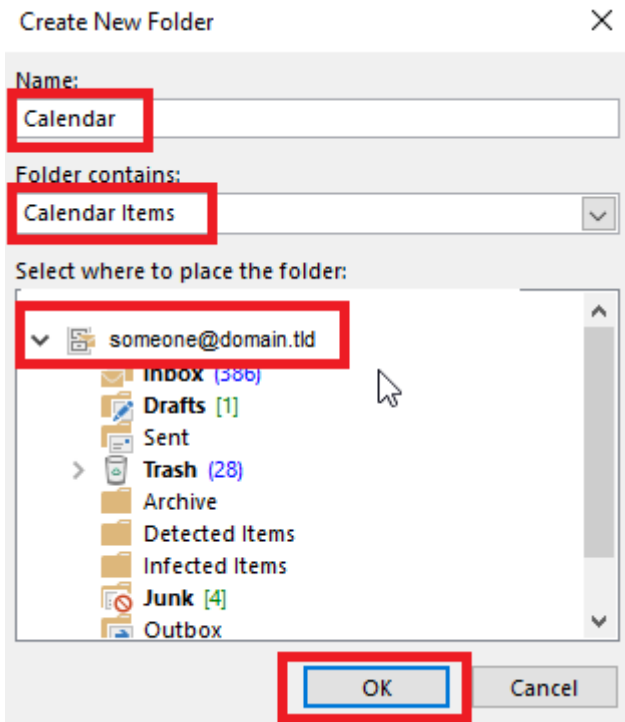 Create New Folder
Name:
Calendar
Folder contains:
Calendar Items
Select where to place the folder:
someone@domain.tld
Inbox (386)
Drafts [1]
Sent
Trash (28)
Archive
Detected Items
Infected Items
Junk [4]
Outbox
OK Cancel